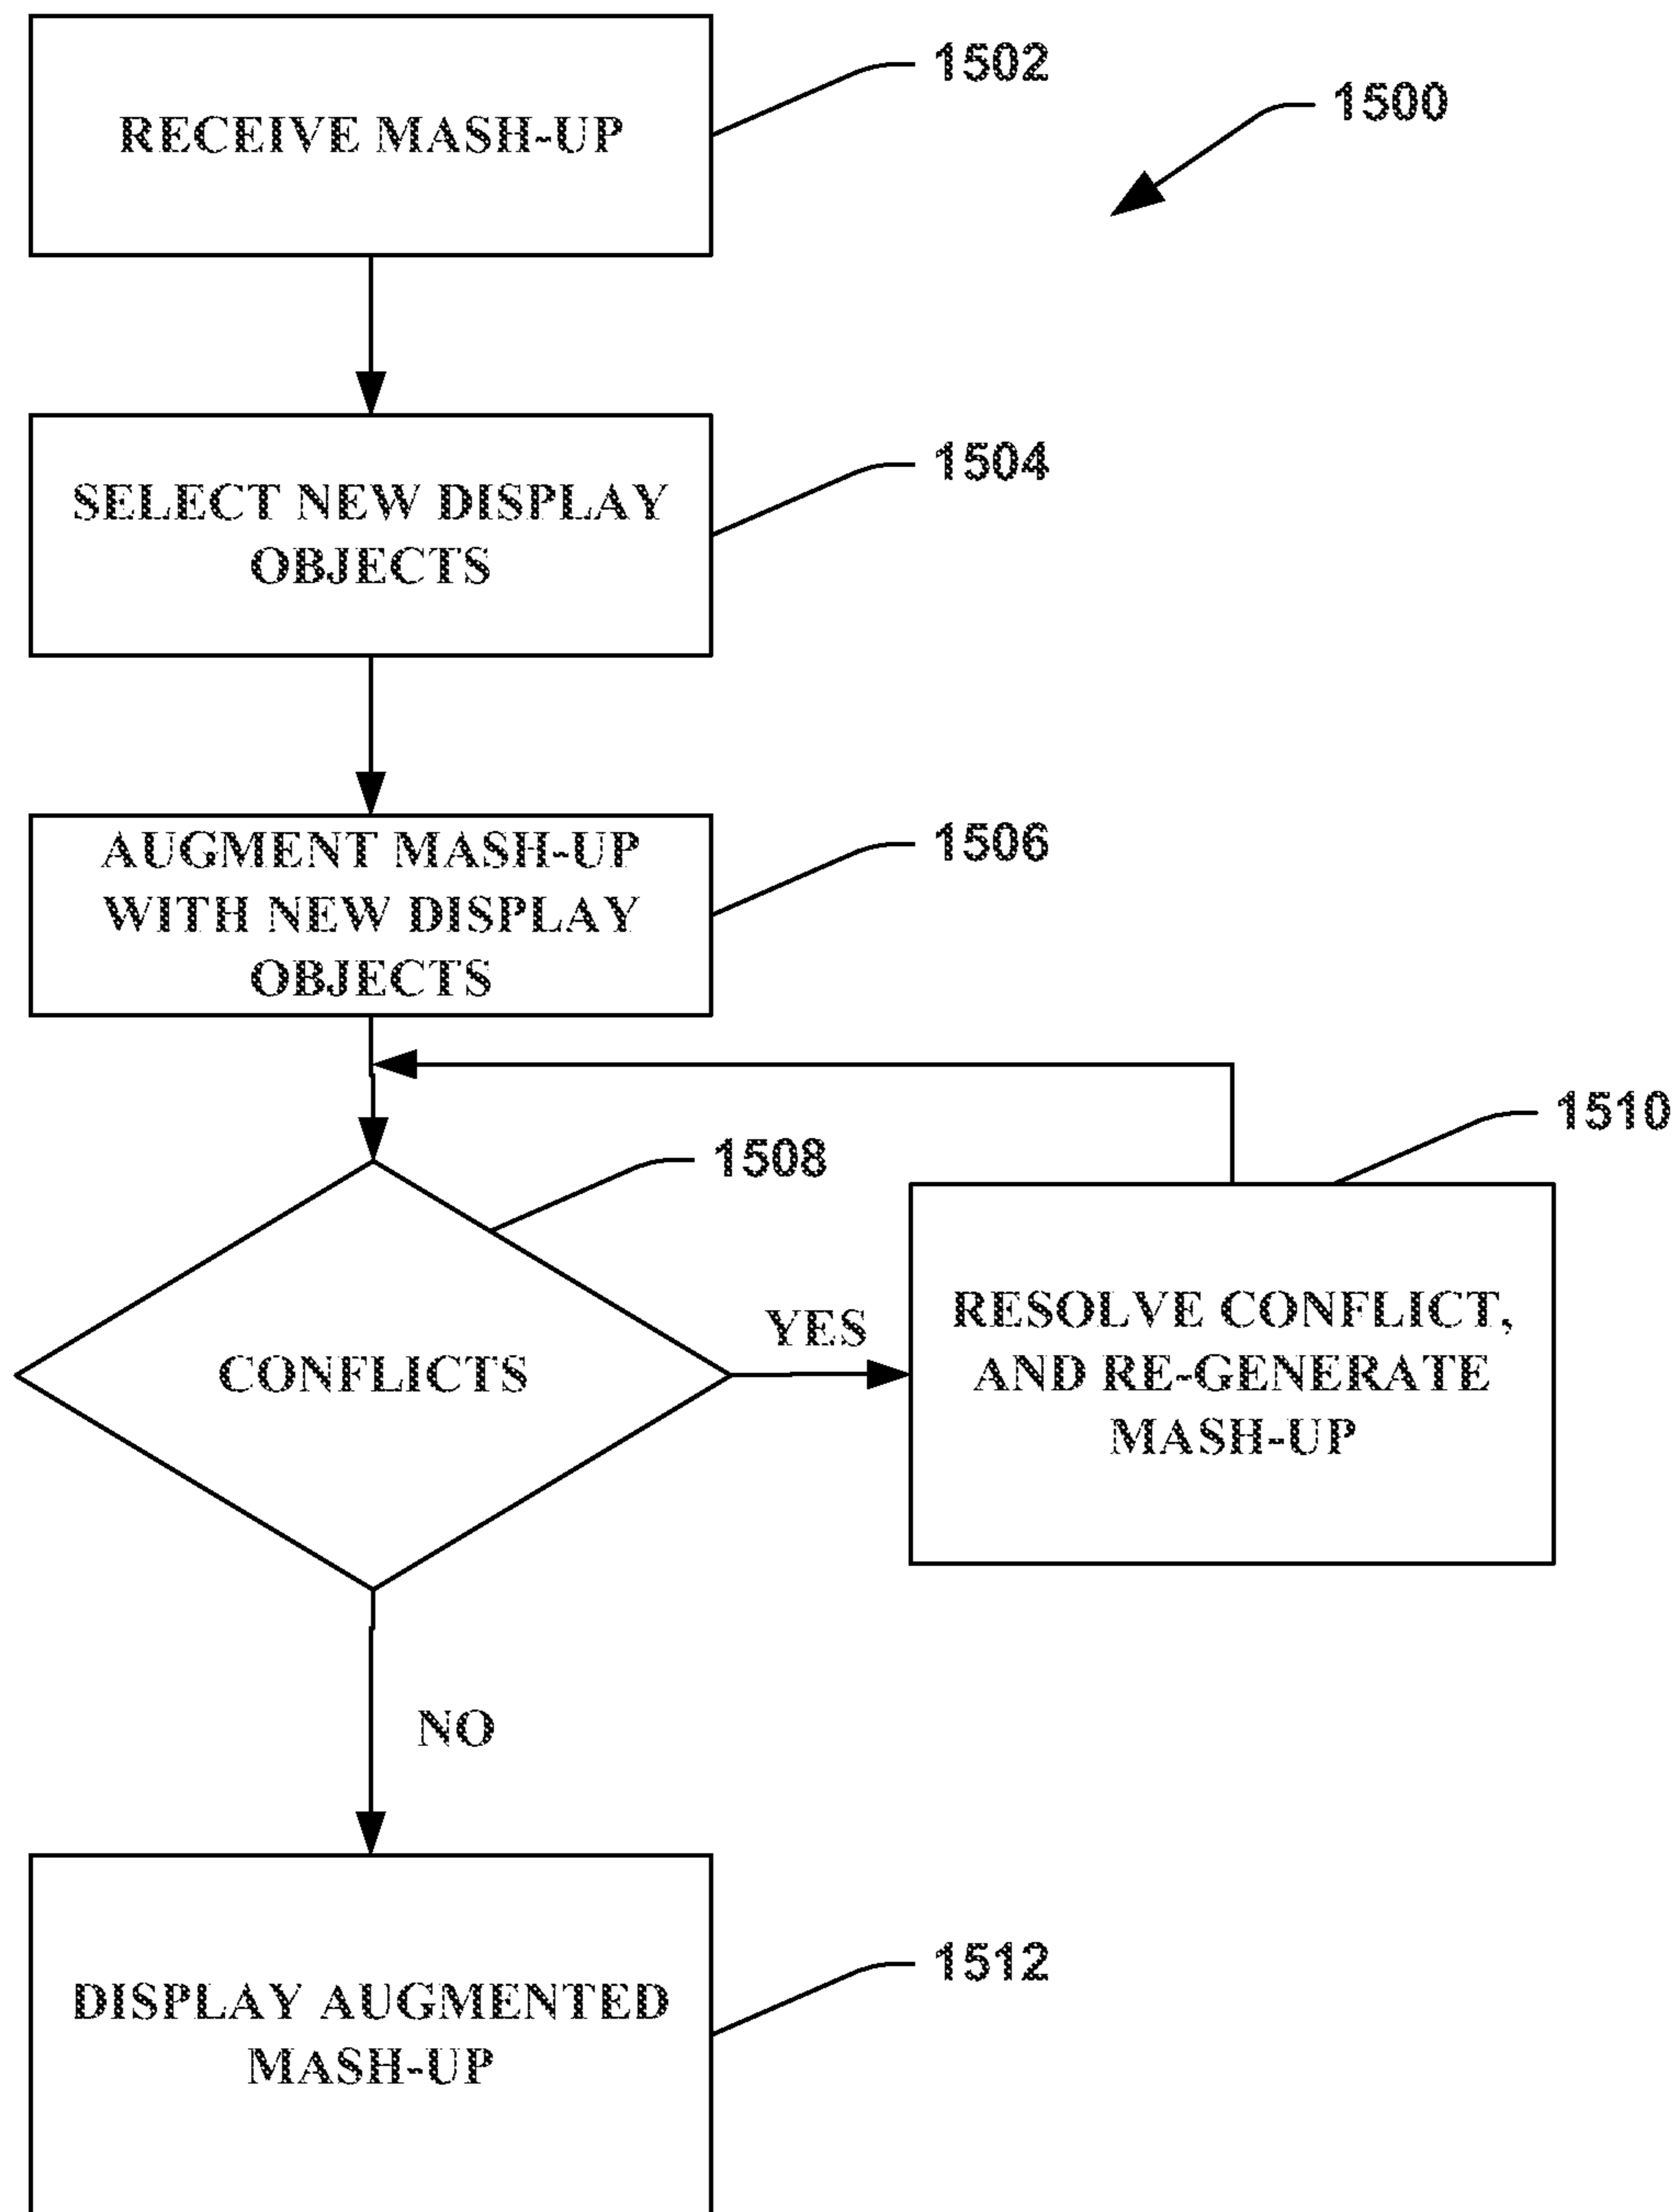 RECEIVE MASH-UP
1502
1500
SELECT NEW DISPLAY
OBJECTS
1504
AUGMENT MASH-UP
WITH NEW DISPLAY
OBJECTS
1506
CONFLICTS
1508
YES
RESOLVE CONFLICT,
AND RE-GENERATE
MASH-UP
1510
NO
DISPLAY AUGMENTED
MASH-UP
1512